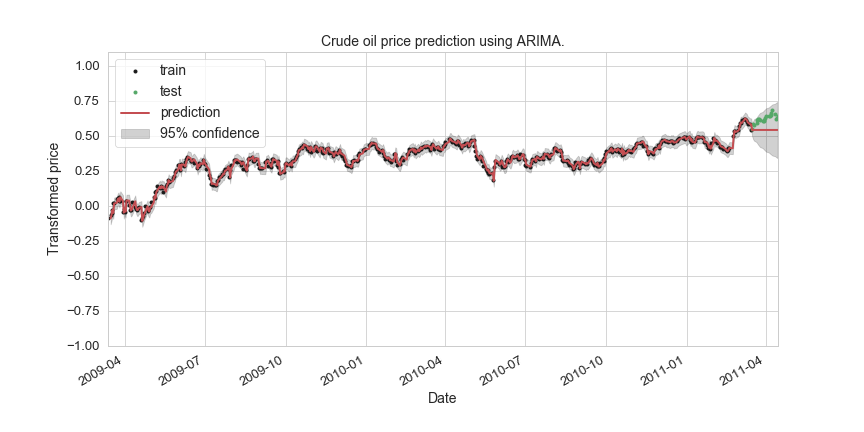 Crude oil price prediction using ARIMA.
1.00
0.75
0.50
0.25
0.00
−0.25
−0.50
−0.75
−1.00
Transformed price
train
test
prediction
95% confidence
2009-04
2009-07
2009-10
2010-01
2010-04
2010-07
2010-10
2011-01
2011-04
Date